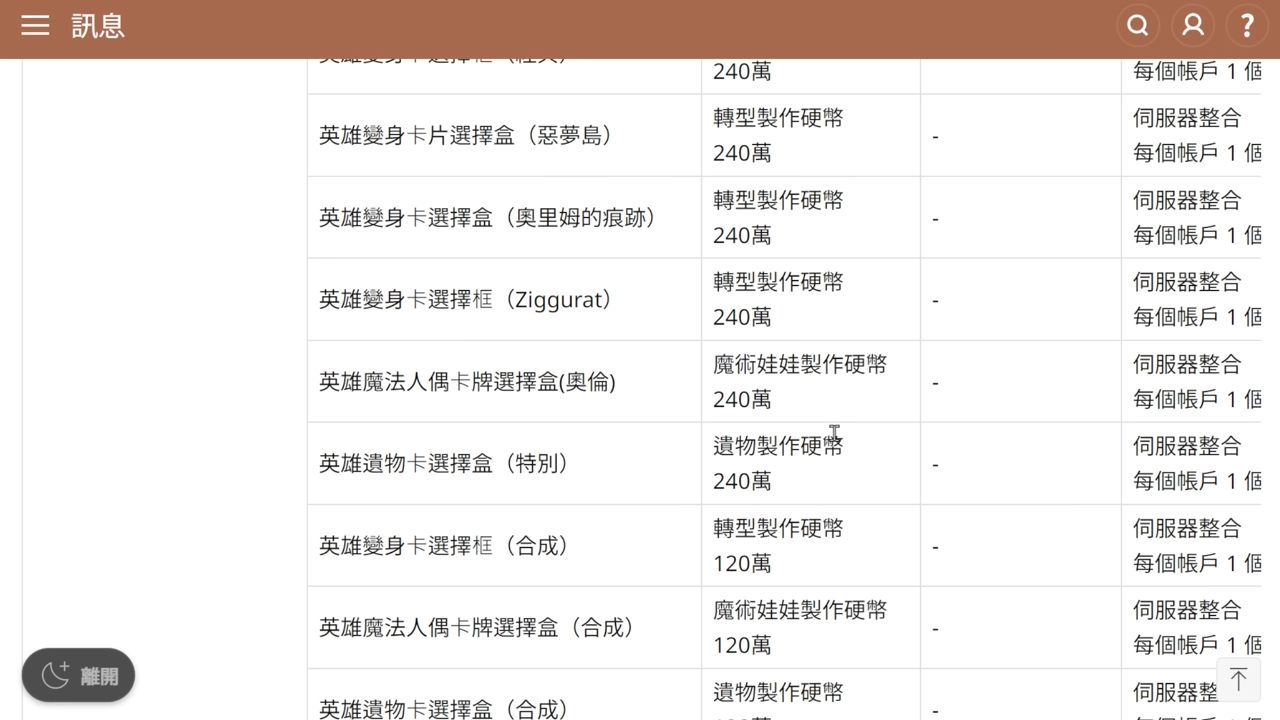 訊息
240萬
每個帳戶 1 個
英雄變身卡片選擇盒（惡夢島）
轉型製作硬幣
240萬
-
伺服器整合
每個帳戶 1 個
英雄變身卡選擇盒（奧里姆的痕跡）
轉型製作硬幣
240萬
-
伺服器整合
每個帳戶 1 個
英雄變身卡選擇框（Ziggurat）
轉型製作硬幣
240萬
-
伺服器整合
每個帳戶 1 個
英雄魔法人偶卡牌選擇盒(奧倫)
魔術娃娃製作硬幣
240萬
-
伺服器整合
每個帳戶 1 個
英雄遺物卡選擇盒（特別）
遺物製作硬幣
240萬
-
伺服器整合
每個帳戶 1 個
英雄變身卡選擇框（合成）
轉型製作硬幣
120萬
-
伺服器整合
每個帳戶 1 個
英雄魔法人偶卡牌選擇盒（合成）
魔術娃娃製作硬幣
120萬
-
伺服器整合
每個帳戶 1 個
英雄遺物卡選擇盒（合成）
遺物製作硬幣
-
伺服器整
離開